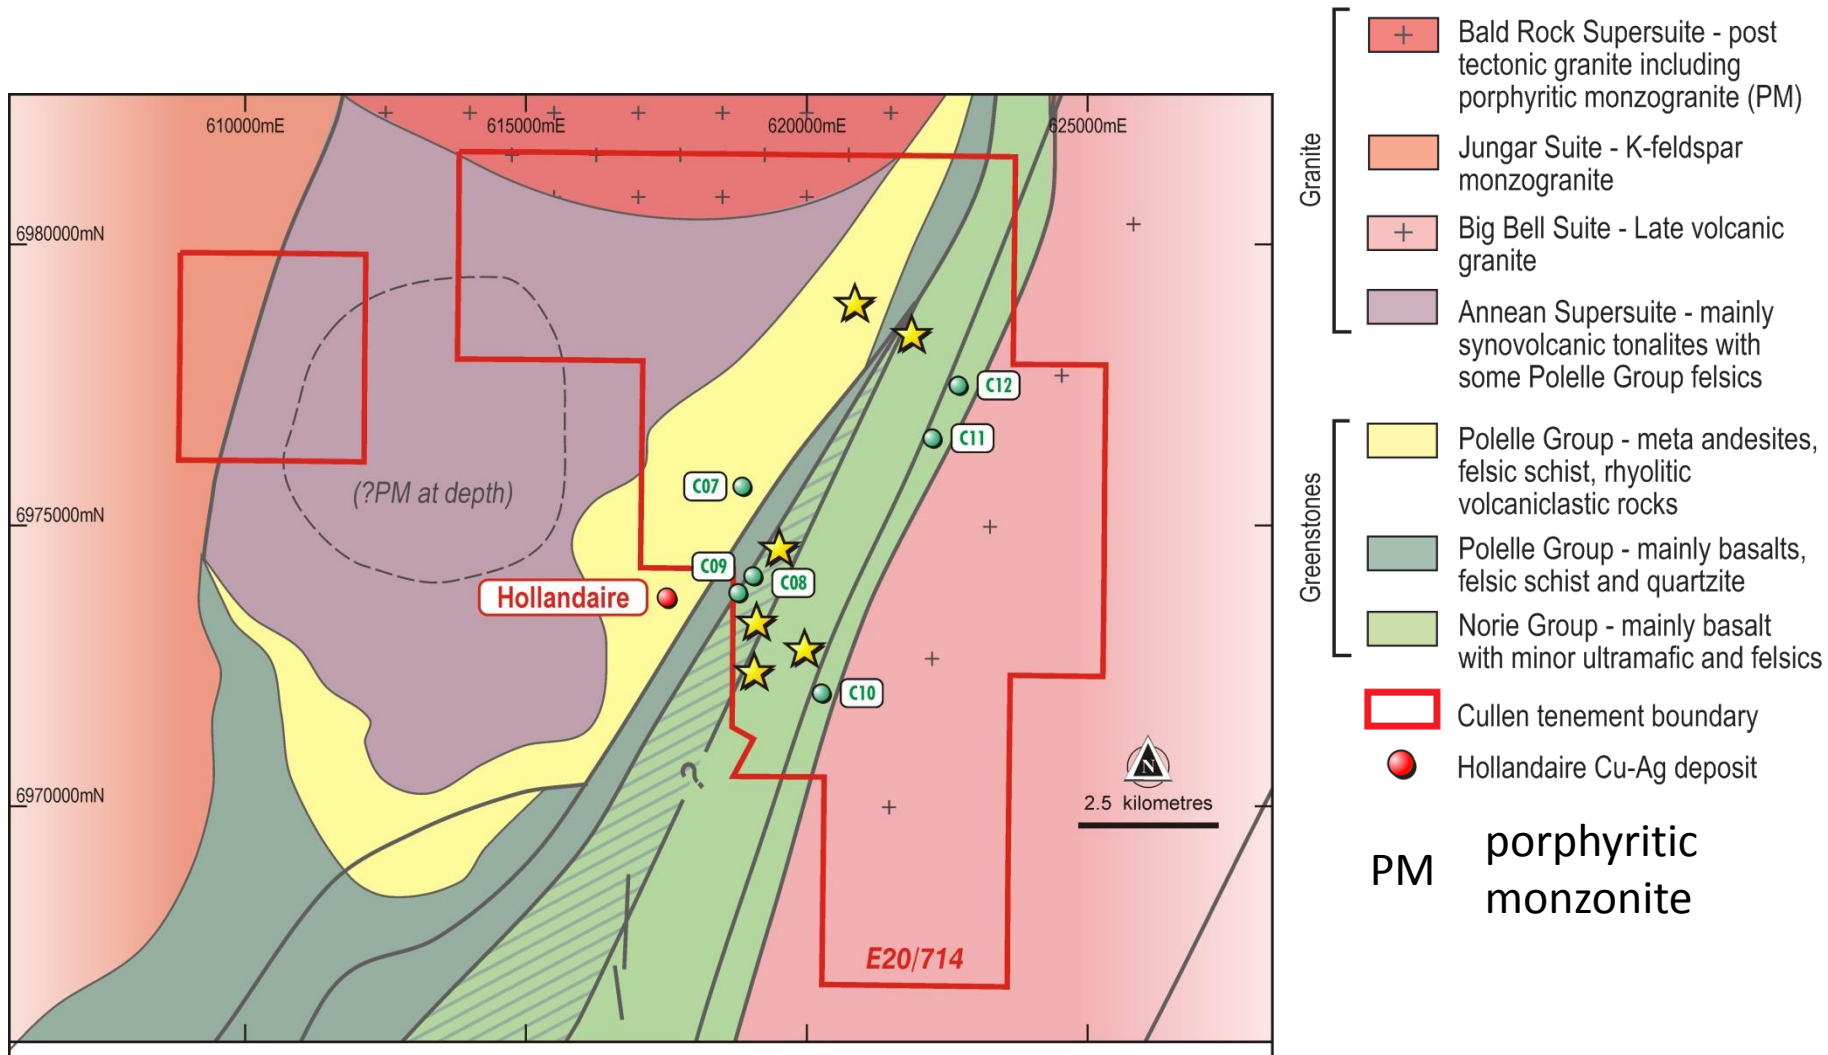 610000mE
615000mE
620000mE
625000mE
6980000mN
6975000mN
6970000mN
(?PM at depth)
C12
C11
C07
C09
C08
Hollandaire
C10
?
N
2.5 kilometres
E20/714
Granite
Bald Rock Supersuite - post
tectonic granite including
porphyritic monzogranite (PM)
Jungar Suite - K-feldspar
monzogranite
Big Bell Suite - Late volcanic
granite
Annean Supersuite - mainly
synovolcanic tonalites with
some Polelle Group felsics
Greenstones
Polelle Group - meta andesites,
felsic schist, rhyolitic
volcaniclastic rocks
Polelle Group - mainly basalts,
felsic schist and quartzite
Norie Group - mainly basalt
with minor ultramafic and felsics
Cullen tenement boundary
Hollandaire Cu-Ag deposit
PM porphyritic
monzonite